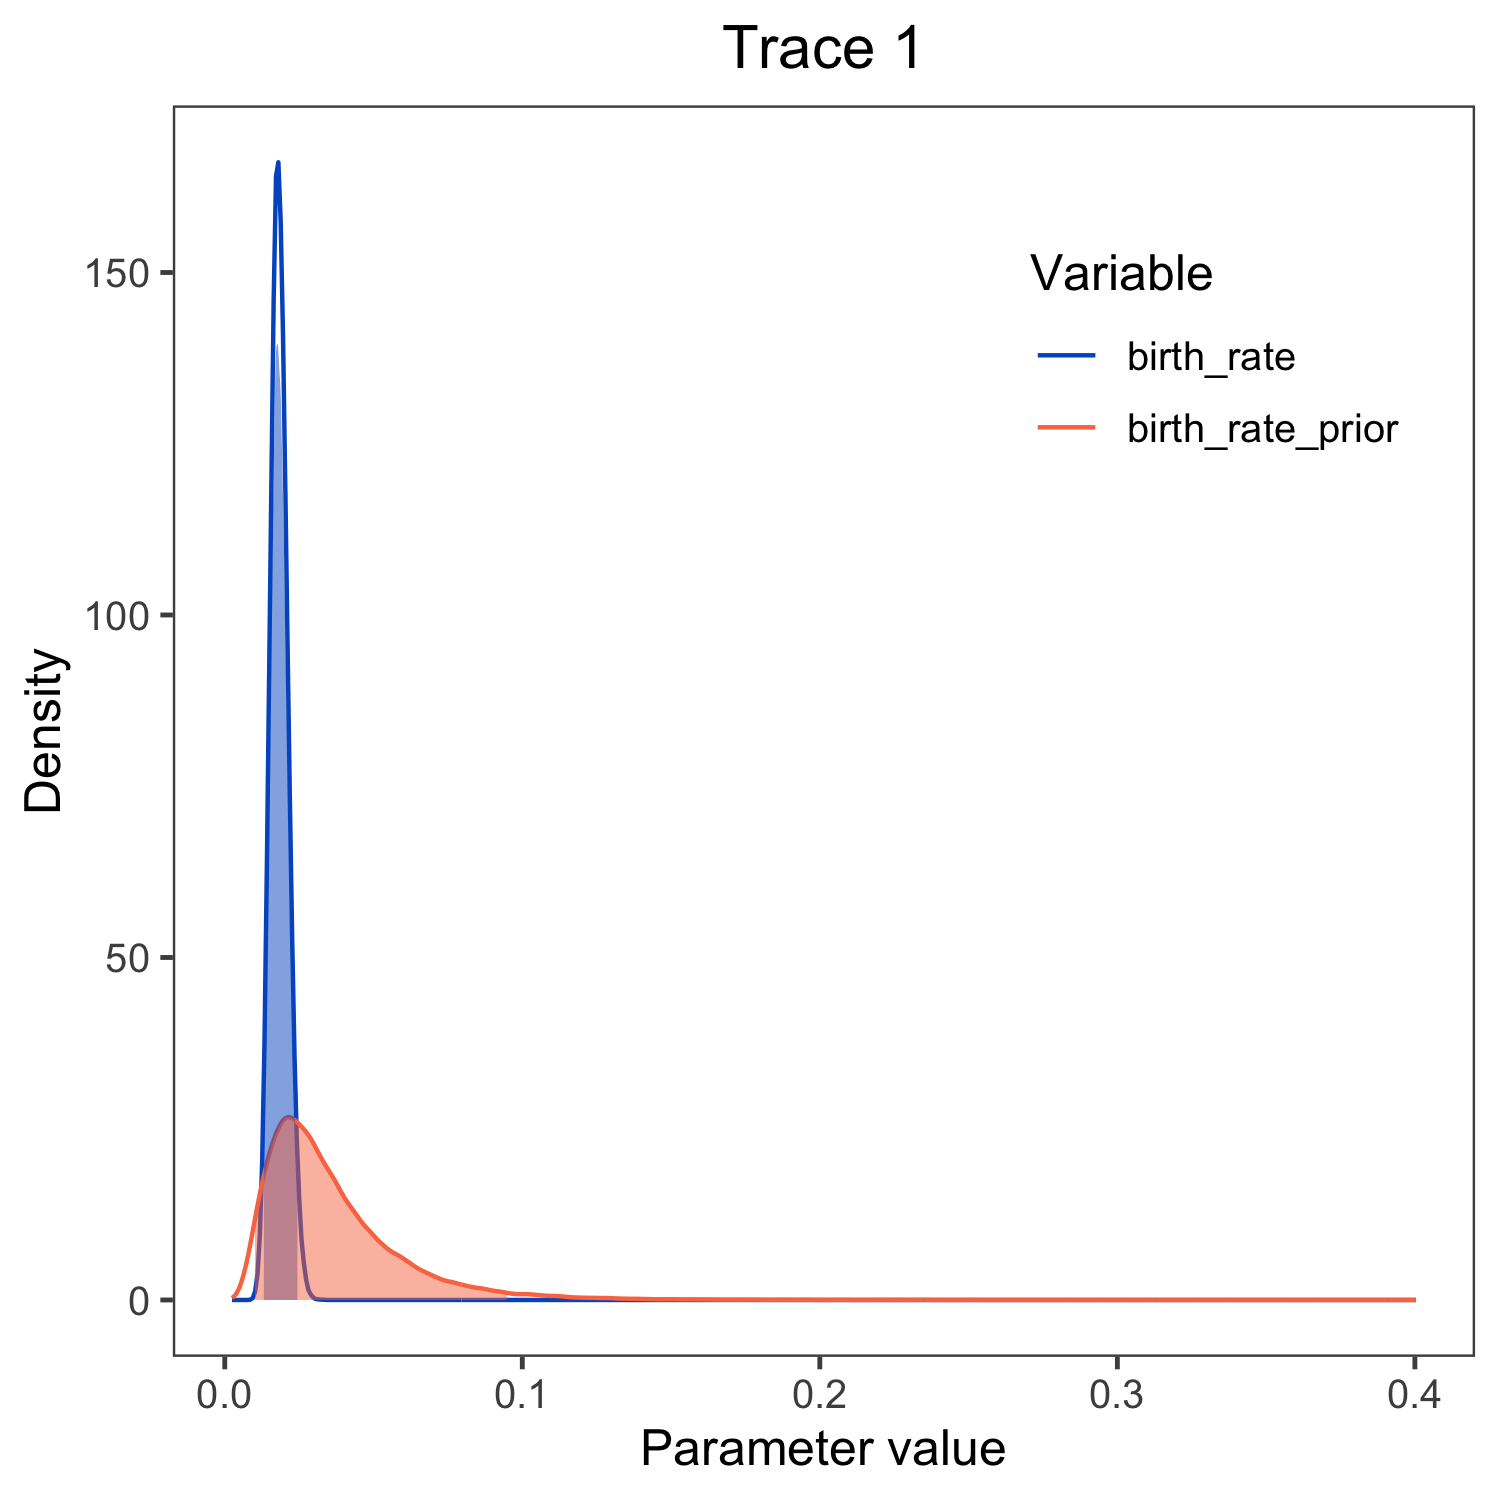 Trace 1
Variable
birth_rate
birth_rate_prior
150
100
50
0
Density
0.0 0.1 0.2 0.3 0.4
Parameter value